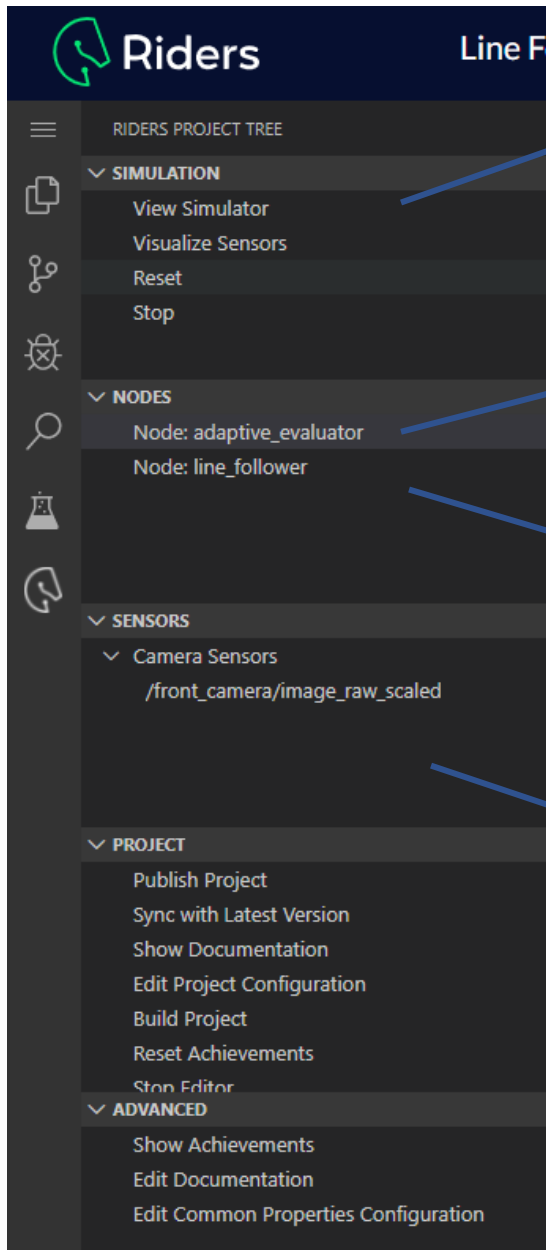 Riders
Line F
RIDERS PROJECT TREE
SIMULATION
View Simulator
Visualize Sensors
Reset
Stop
NODES
Node: adaptive_evaluator
Node: line_follower
SENSORS
Camera Sensors
/front_camera/image_raw_scaled
PROJECT
Publish Project
Sync with Latest Version
Show Documentation
Edit Project Configuration
Build Project
Reset Achievements
Stop Editor
ADVANCED
Show Achievements
Edit Documentation
Edit Common Properties Configuration